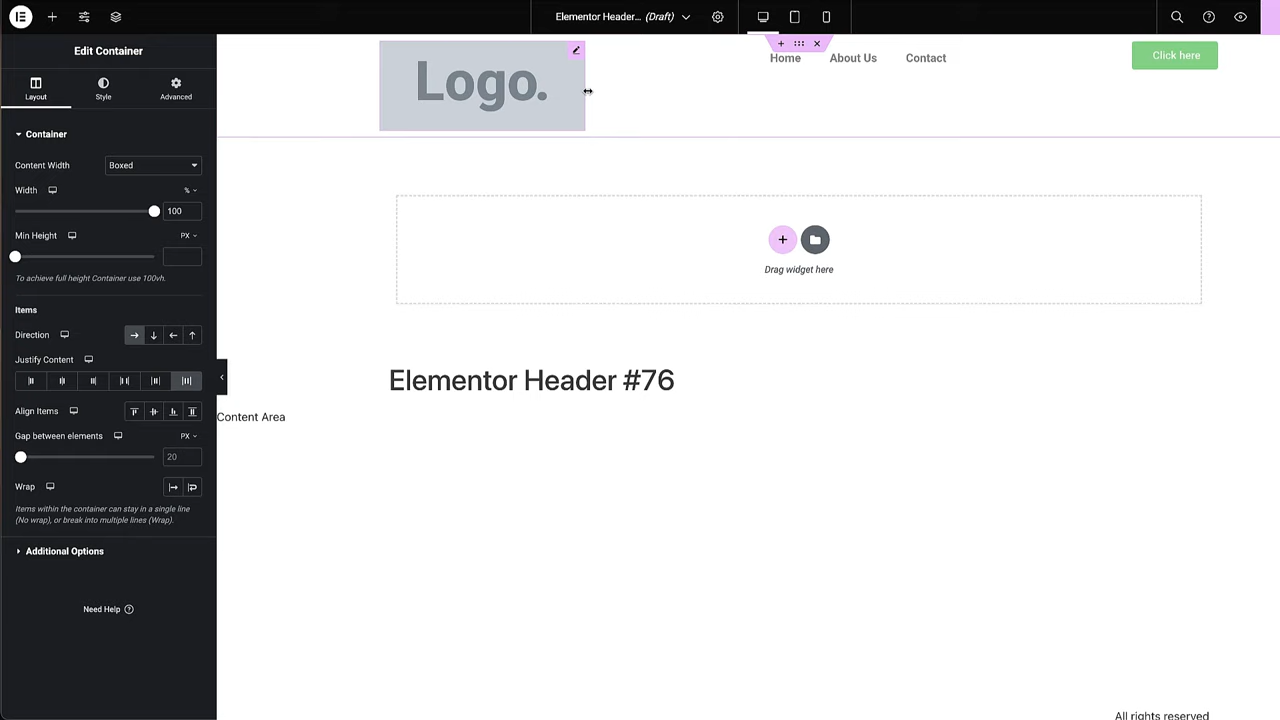 Elementor Header... (Draft)
Edit Container
Layout
Style
Advanced
Container
Content Width
Boxed
Width
%
100
Min Height
PX
To achieve full height Container use 100vh.
Items
Direction
Justify Content
Align Items
Gap between elements
PX
20
Wrap
Items within the container can stay in a single line
(No wrap), or break into multiple lines (Wrap).
Additional Options
Need Help
Logo.
Home
About Us
Contact
Click here
Drag widget here
Elementor Header #76
Content Area
All rights reserved